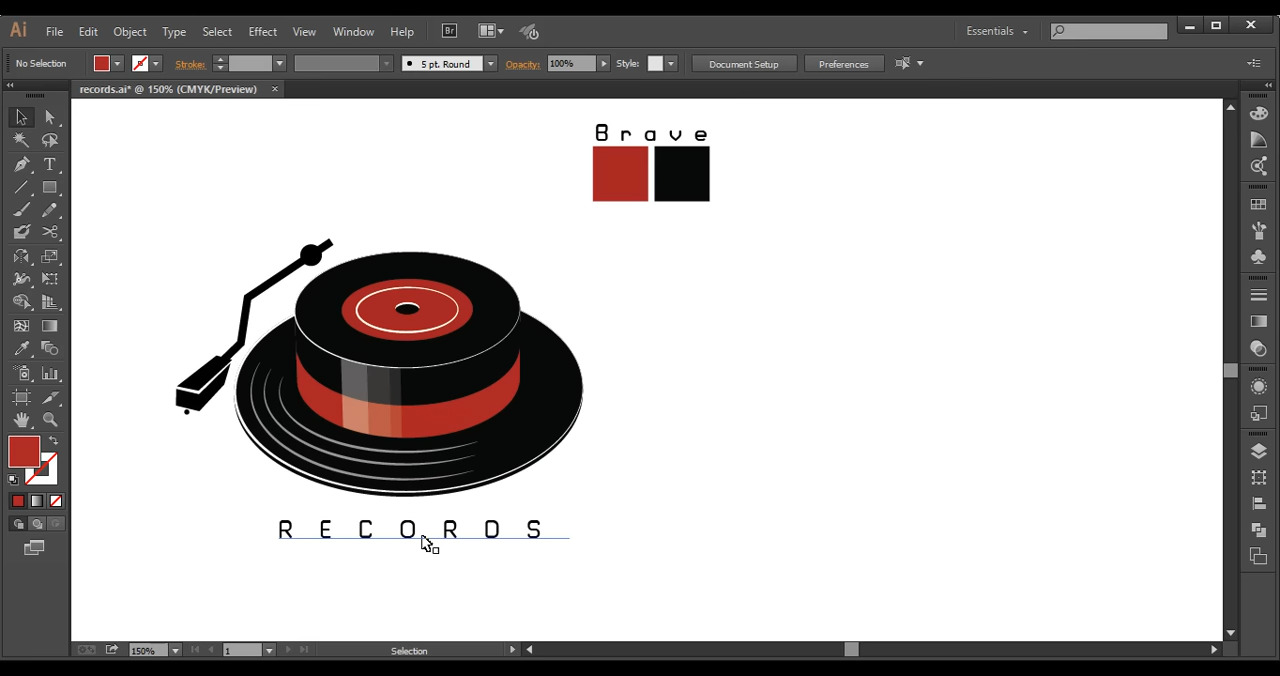 Ai File Edit Object Type Select Effect View Window Help Br Essentials
No Selection Stroke: 5 pt. Round Opacity: 100% Style: Document Setup Preferences
records.ai* @ 150% (CMYK/Preview) ×
Brave
RECORDS
150% 1 Selection